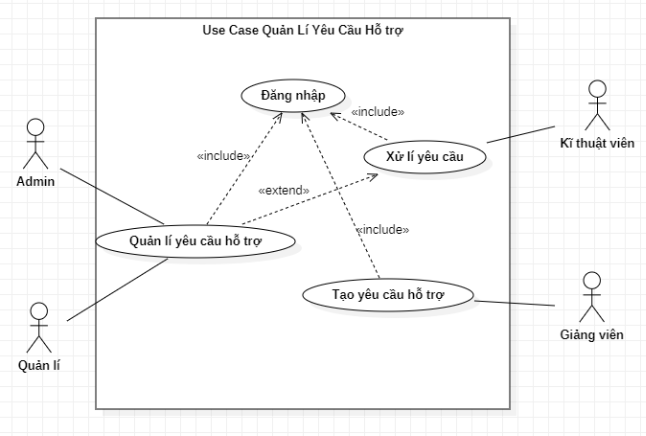 Use Case Quản Lí Yêu Cầu Hỗ trợ
Đăng nhập
«include»
Xử lí yêu cầu
Kĩ thuật viên
Admin
«include»
«extend»
Quản lí yêu cầu hỗ trợ
«include»
Tạo yêu cầu hỗ trợ
Giảng viên
Quản lí